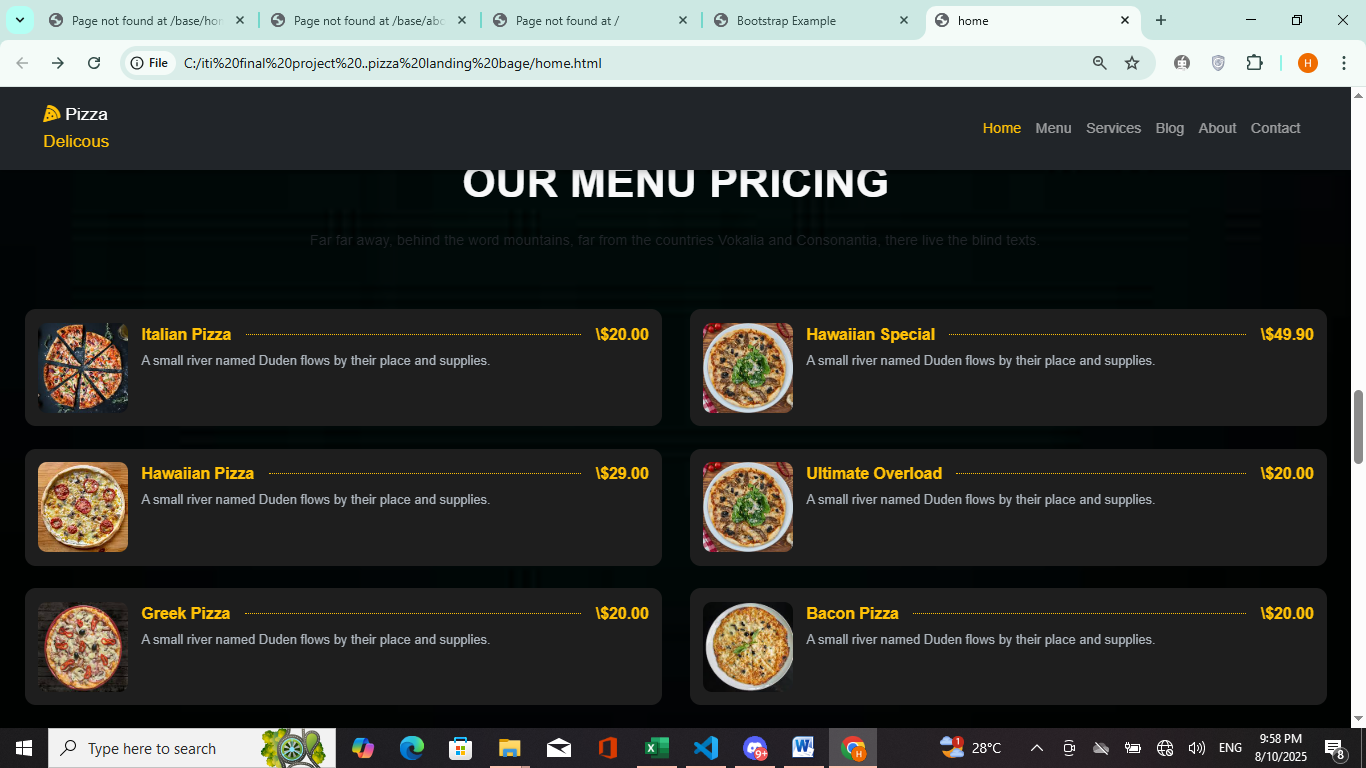 Page not found at /base/hom
Page not found at /base/abo
Page not found at /
Bootstrap Example
home
File
C:/iti%20final%20project%20..pizza%20landing%20bage/home.html
H
Pizza
Delicous
Home
Menu
Services
Blog
About
Contact
OUR MENU PRICING
Far far away, behind the word mountains, far from the countries Vokalia and Consonantia, there live the blind texts.
Italian Pizza \$20.00
A small river named Duden flows by their place and supplies.
Hawaiian Special \$49.90
A small river named Duden flows by their place and supplies.
Hawaiian Pizza \$29.00
A small river named Duden flows by their place and supplies.
Ultimate Overload \$20.00
A small river named Duden flows by their place and supplies.
Greek Pizza \$20.00
A small river named Duden flows by their place and supplies.
Bacon Pizza \$20.00
A small river named Duden flows by their place and supplies.
Type here to search
9+
H
1
28°C
ENG
9:58 PM
8/10/2025
8